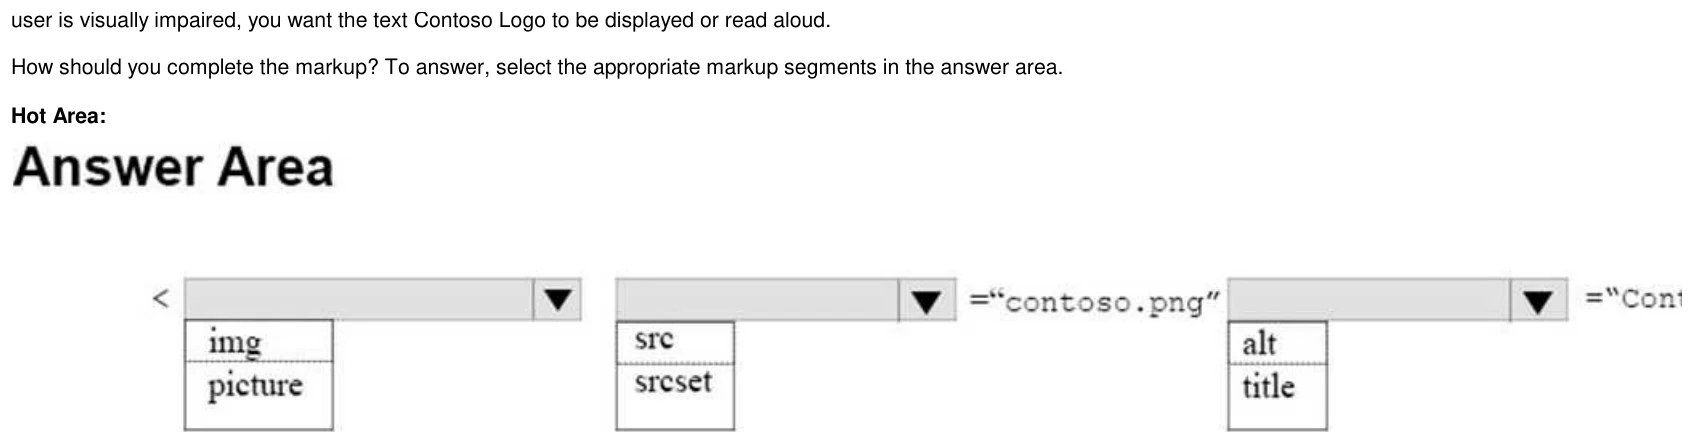 user is visually impaired, you want the text Contoso Logo to be displayed or read aloud.
How should you complete the markup? To answer, select the appropriate markup segments in the answer area.
Hot Area:
Answer Area
< ="contoso.png" ="Cont
img src alt
picture srcset title